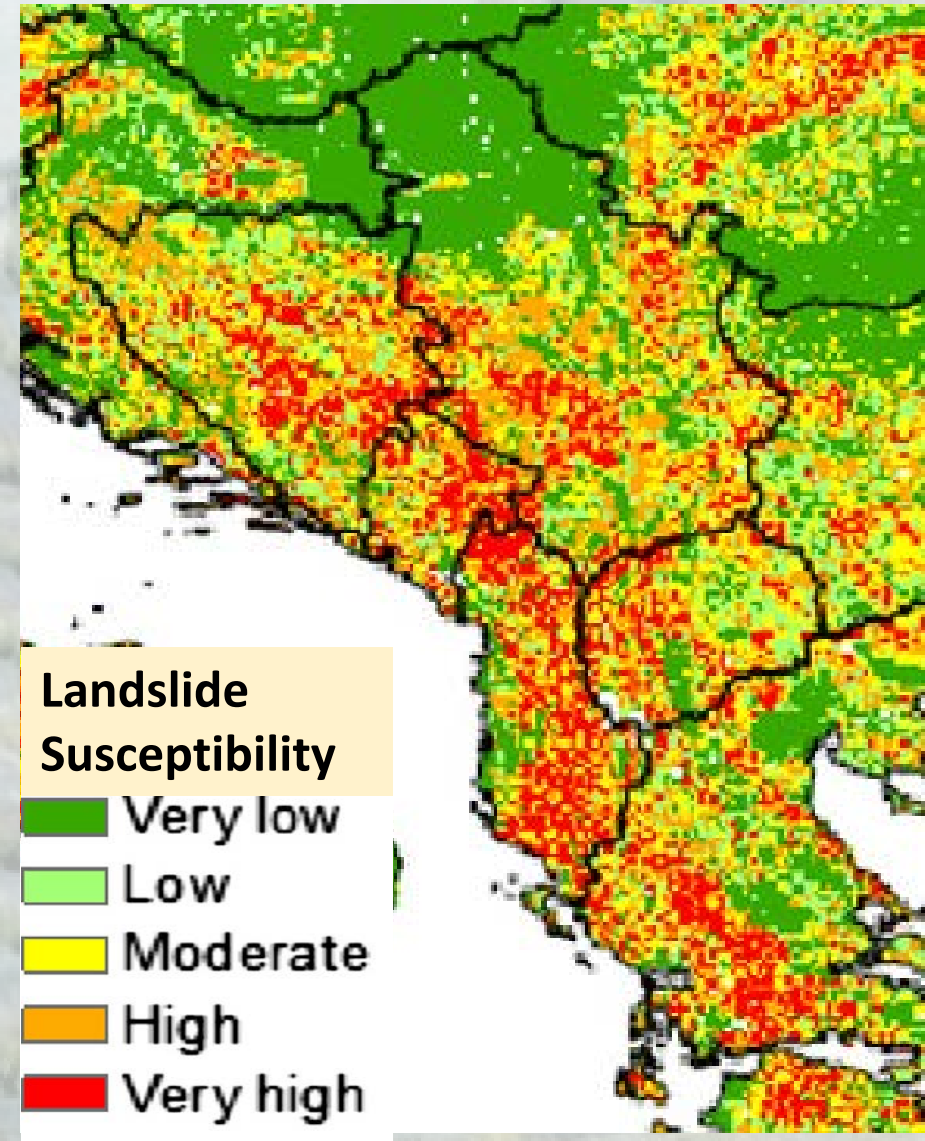 Landslide
Susceptibility
Very low
Low
Moderate
High
Very high